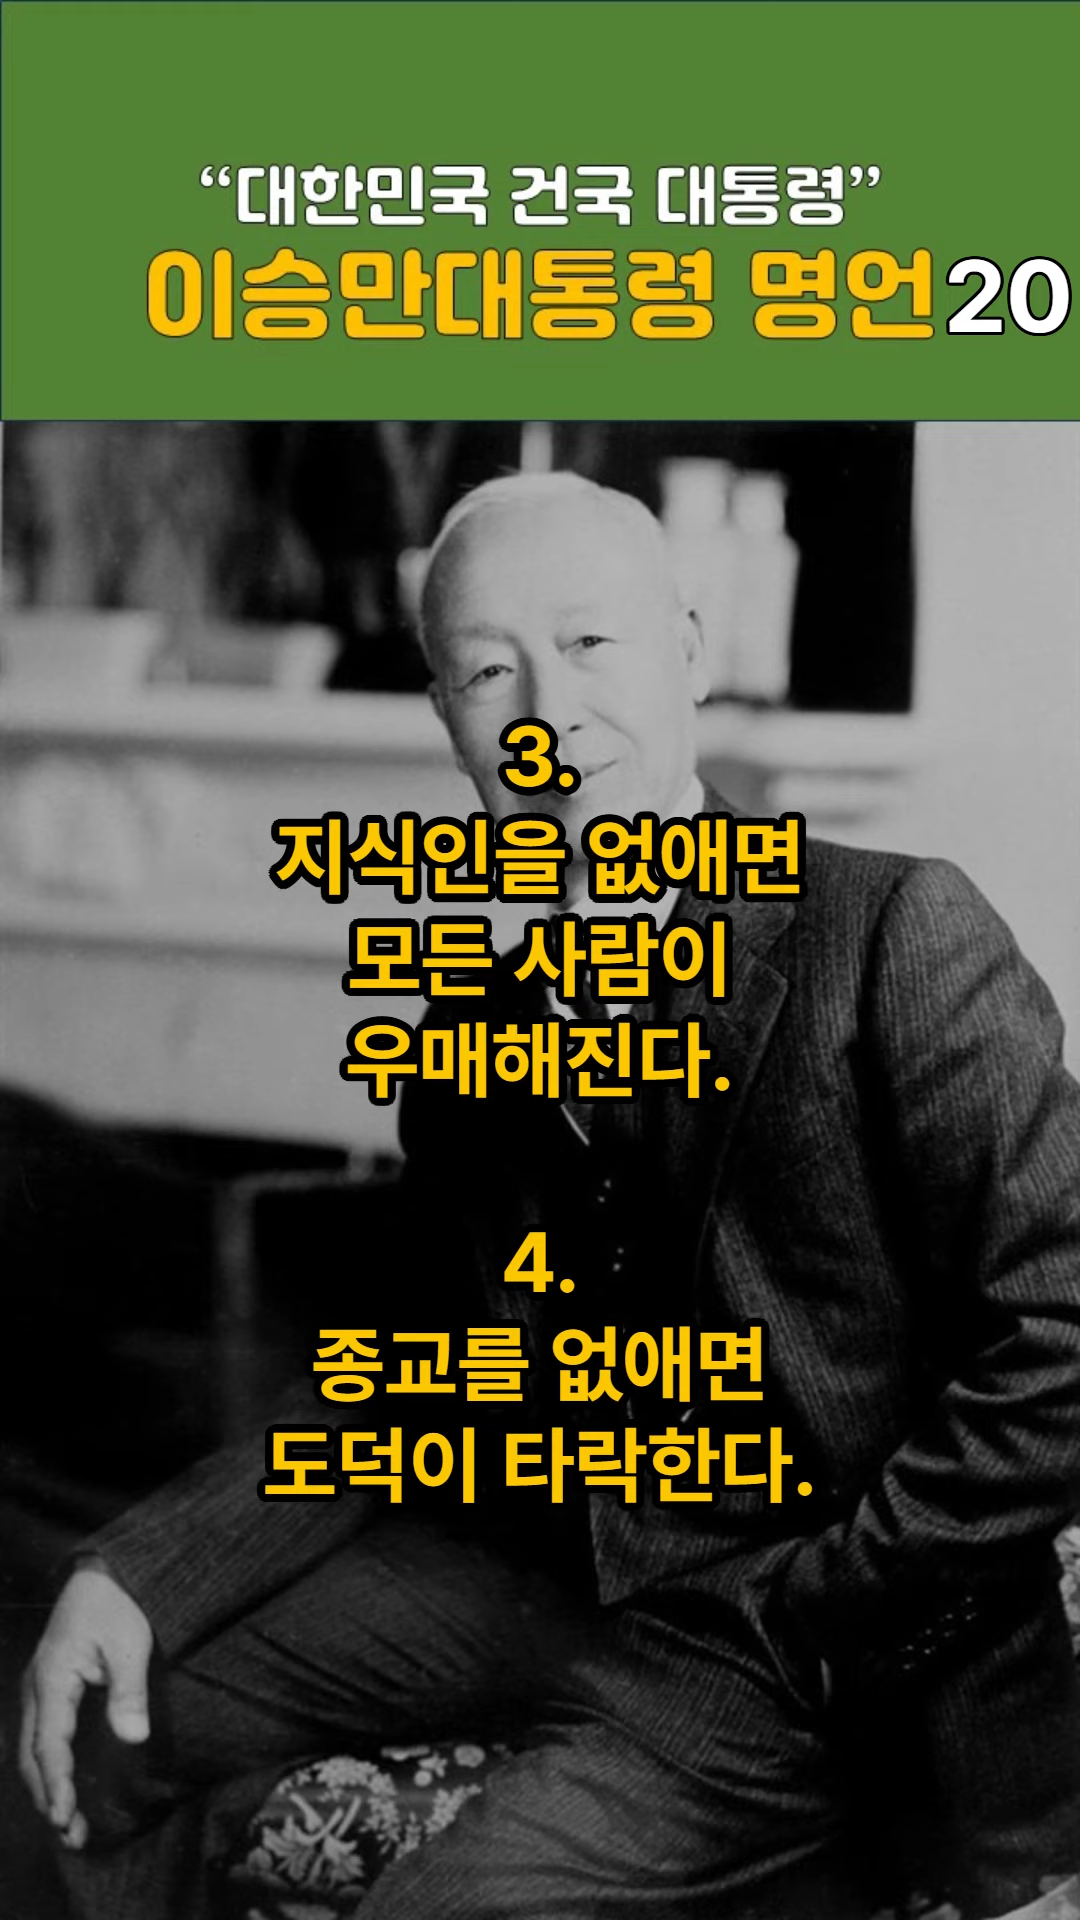 “대한민국 건국 대통령”
이승만대통령 명언20
3.
지식인을 없애면
모든 사람이
우매해진다.
4.
종교를 없애면
도덕이 타락한다.